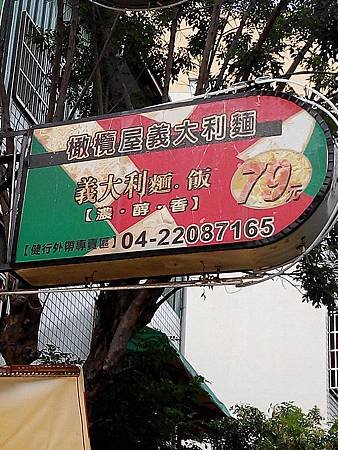 橄欖屋義大利麵
義大利麵.飯
79元
【濃‧醇‧香】
【健行外帶專賣區】04-22087165